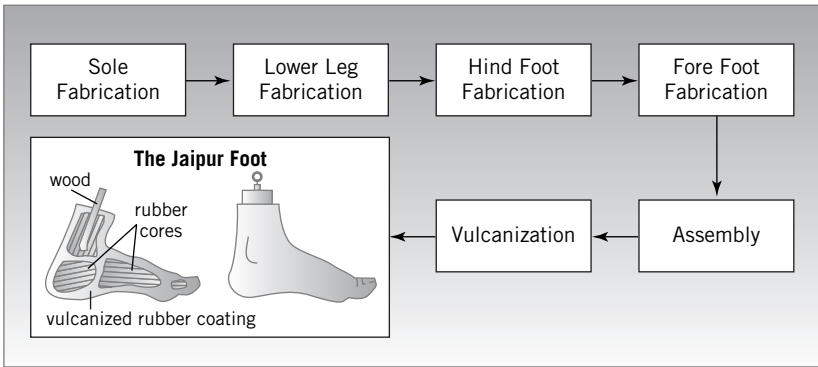 Sole
Fabrication
Lower Leg
Fabrication
Hind Foot
Fabrication
Fore Foot
Fabrication
Assembly
Vulcanization
The Jaipur Foot
wood
rubber
cores
vulcanized rubber coating